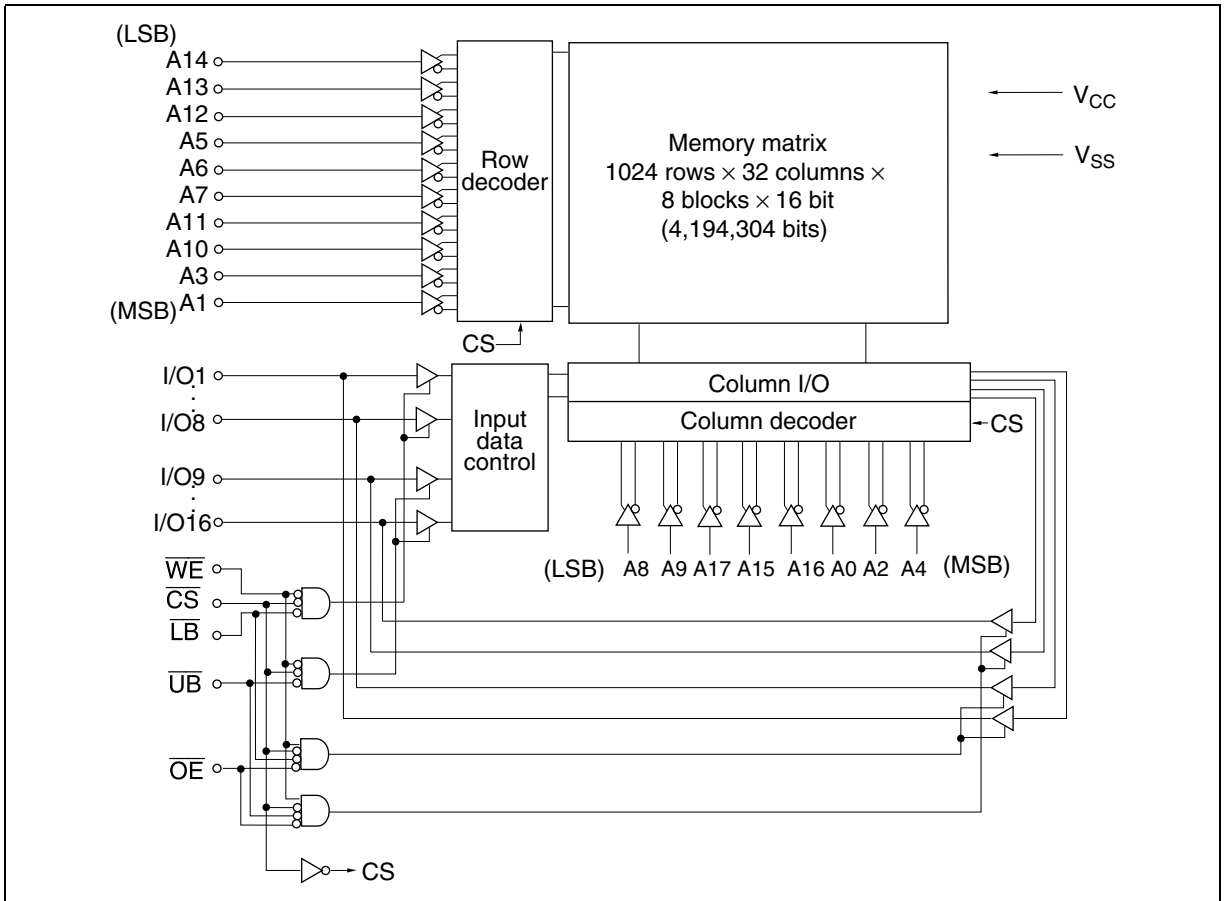 (LSB)
A14
A13
A12
A5
A6
A7
A11
A10
A3
(MSB) A1
Row
decoder
CS
Memory matrix
1024 rows × 32 columns ×
8 blocks × 16 bit
(4,194,304 bits)
VCC
VSS
I/O1
I/O8
I/O9
I/O16
Input
data
control
Column I/O
Column decoder
CS
(LSB) A8 A9 A17 A15 A16 A0 A2 A4 (MSB)
WE
CS
LB
UB
OE
CS